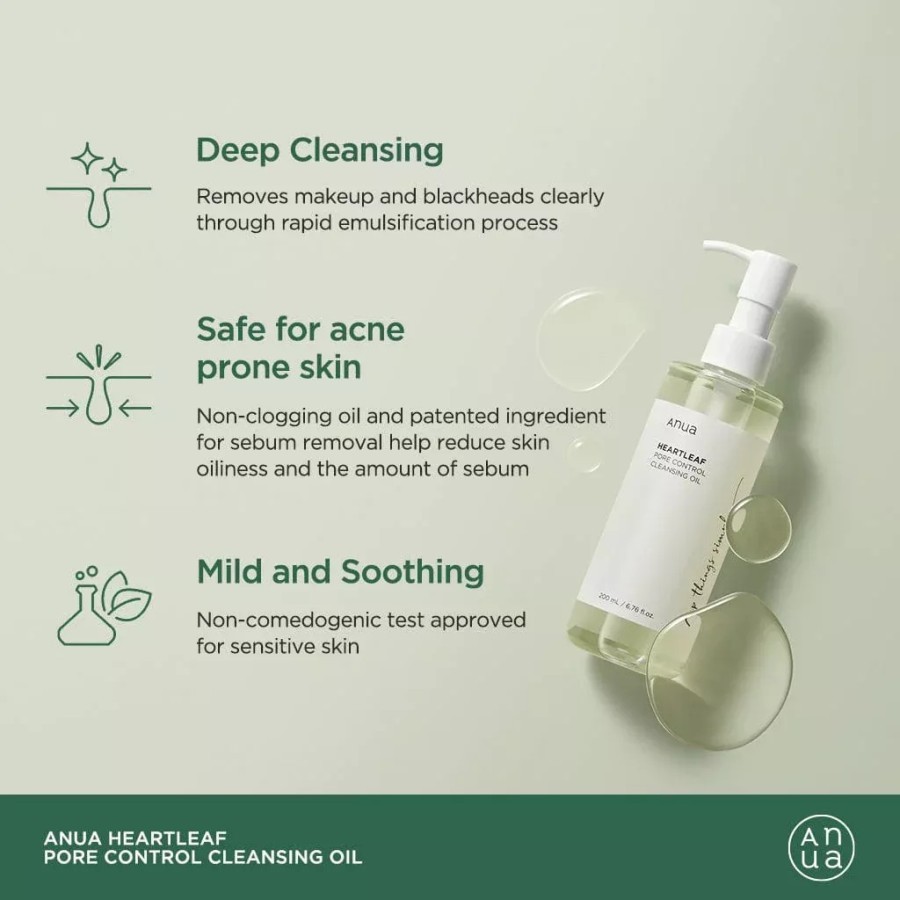 Deep Cleansing
Removes makeup and blackheads clearly
through rapid emulsification process
Safe for acne
prone skin
Non-clogging oil and patented ingredient
for sebum removal help reduce skin
oiliness and the amount of sebum
Mild and Soothing
Non-comedogenic test approved
for sensitive skin
Anua
HEARTLEAF
PORE CONTROL
CLEANSING OIL
things
200 mL / 6.76 fl.oz.
ANUA HEARTLEAF
PORE CONTROL CLEANSING OIL
An
ua